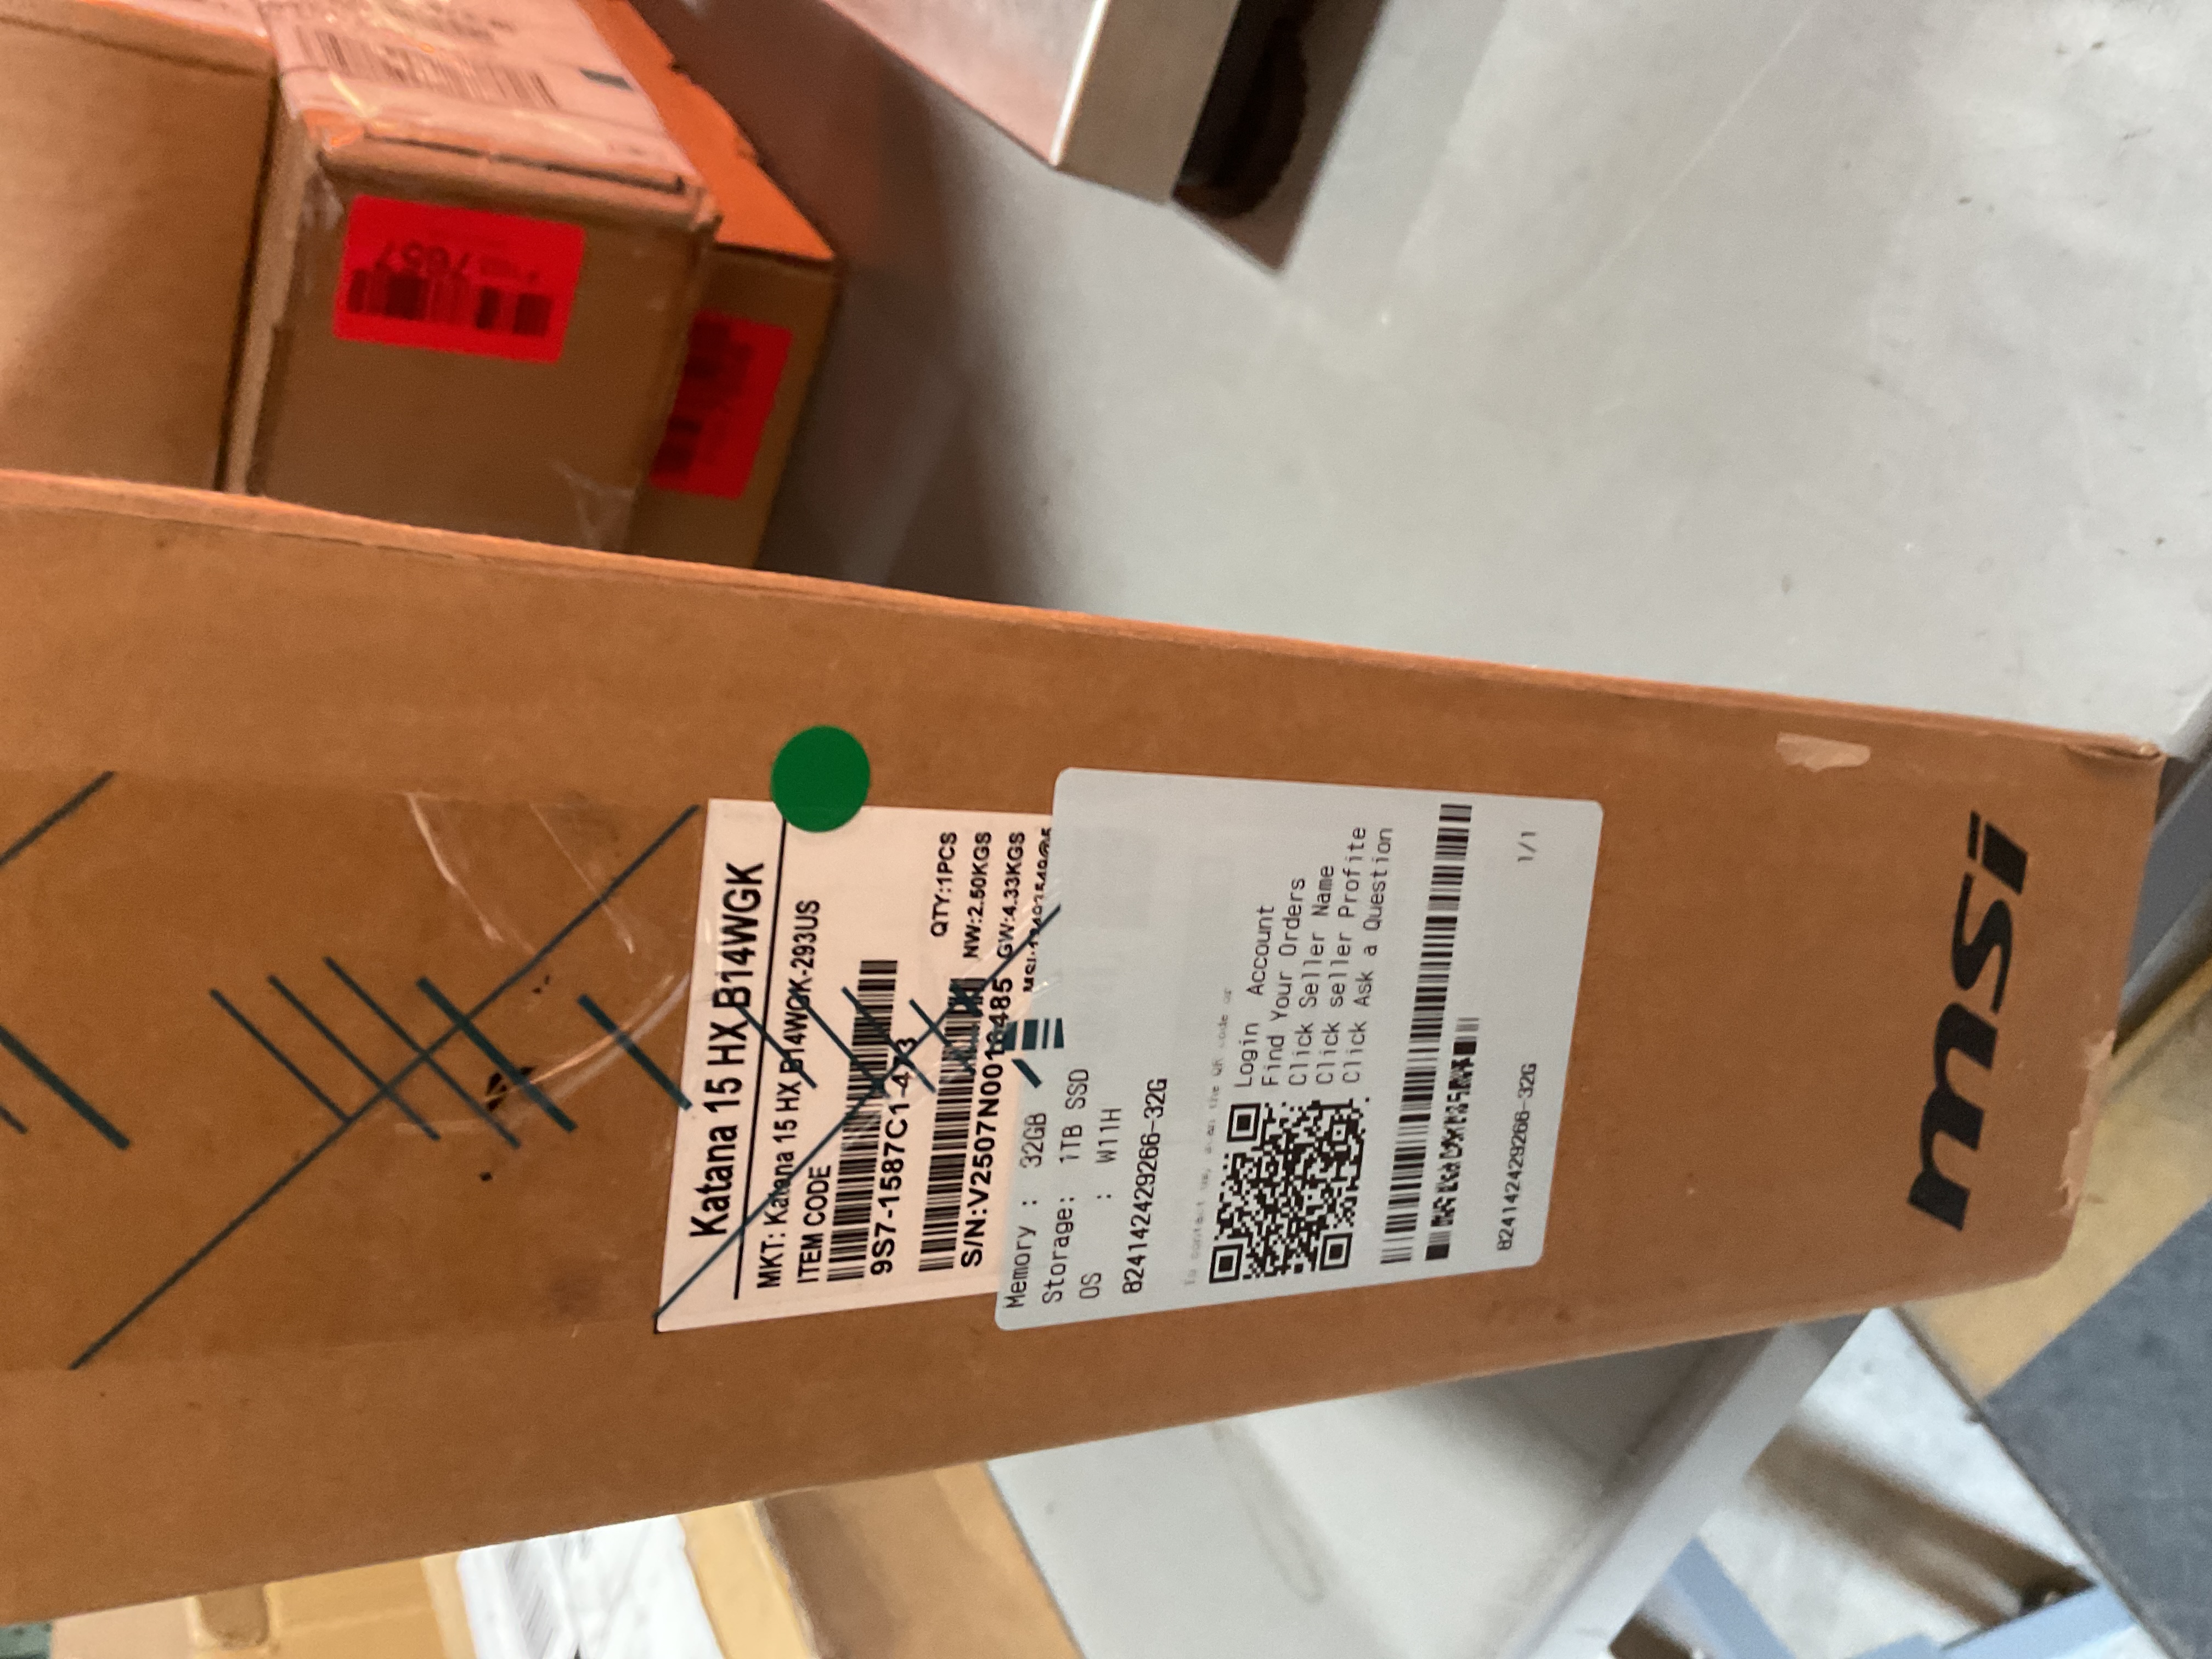 Katana 15 HX B14WGK
MKT: Katana 15 HX B14WGK-293US
ITEM CODE
QTY:1PCS
9S7-1587C1-
NW:2.50KGS
GW:4.33KGS
Memory : 32GB
Storage: 1TB SSD
OS : W11H
824142429266-32G
Login Account
Find Your Orders
Click Seller Name
Click seller Profite
Click Ask a Question
824142429266-32G
1/1
msi
7657